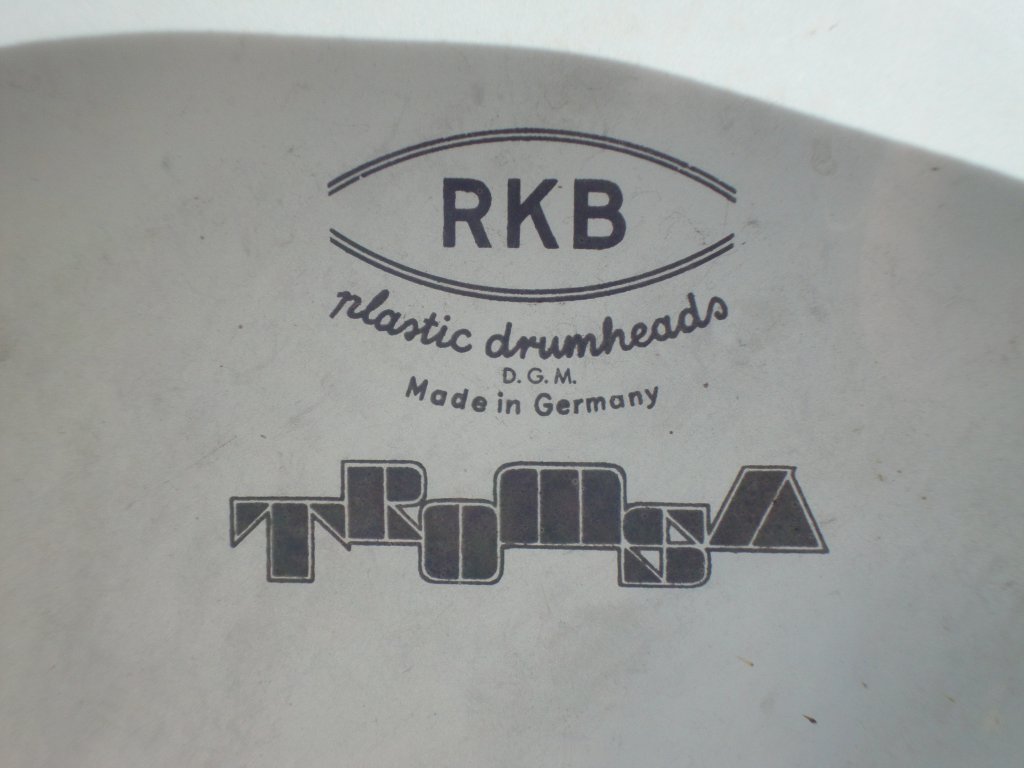 RKB
plastic drumheads
D.G.M.
Made in Germany
TROMSA